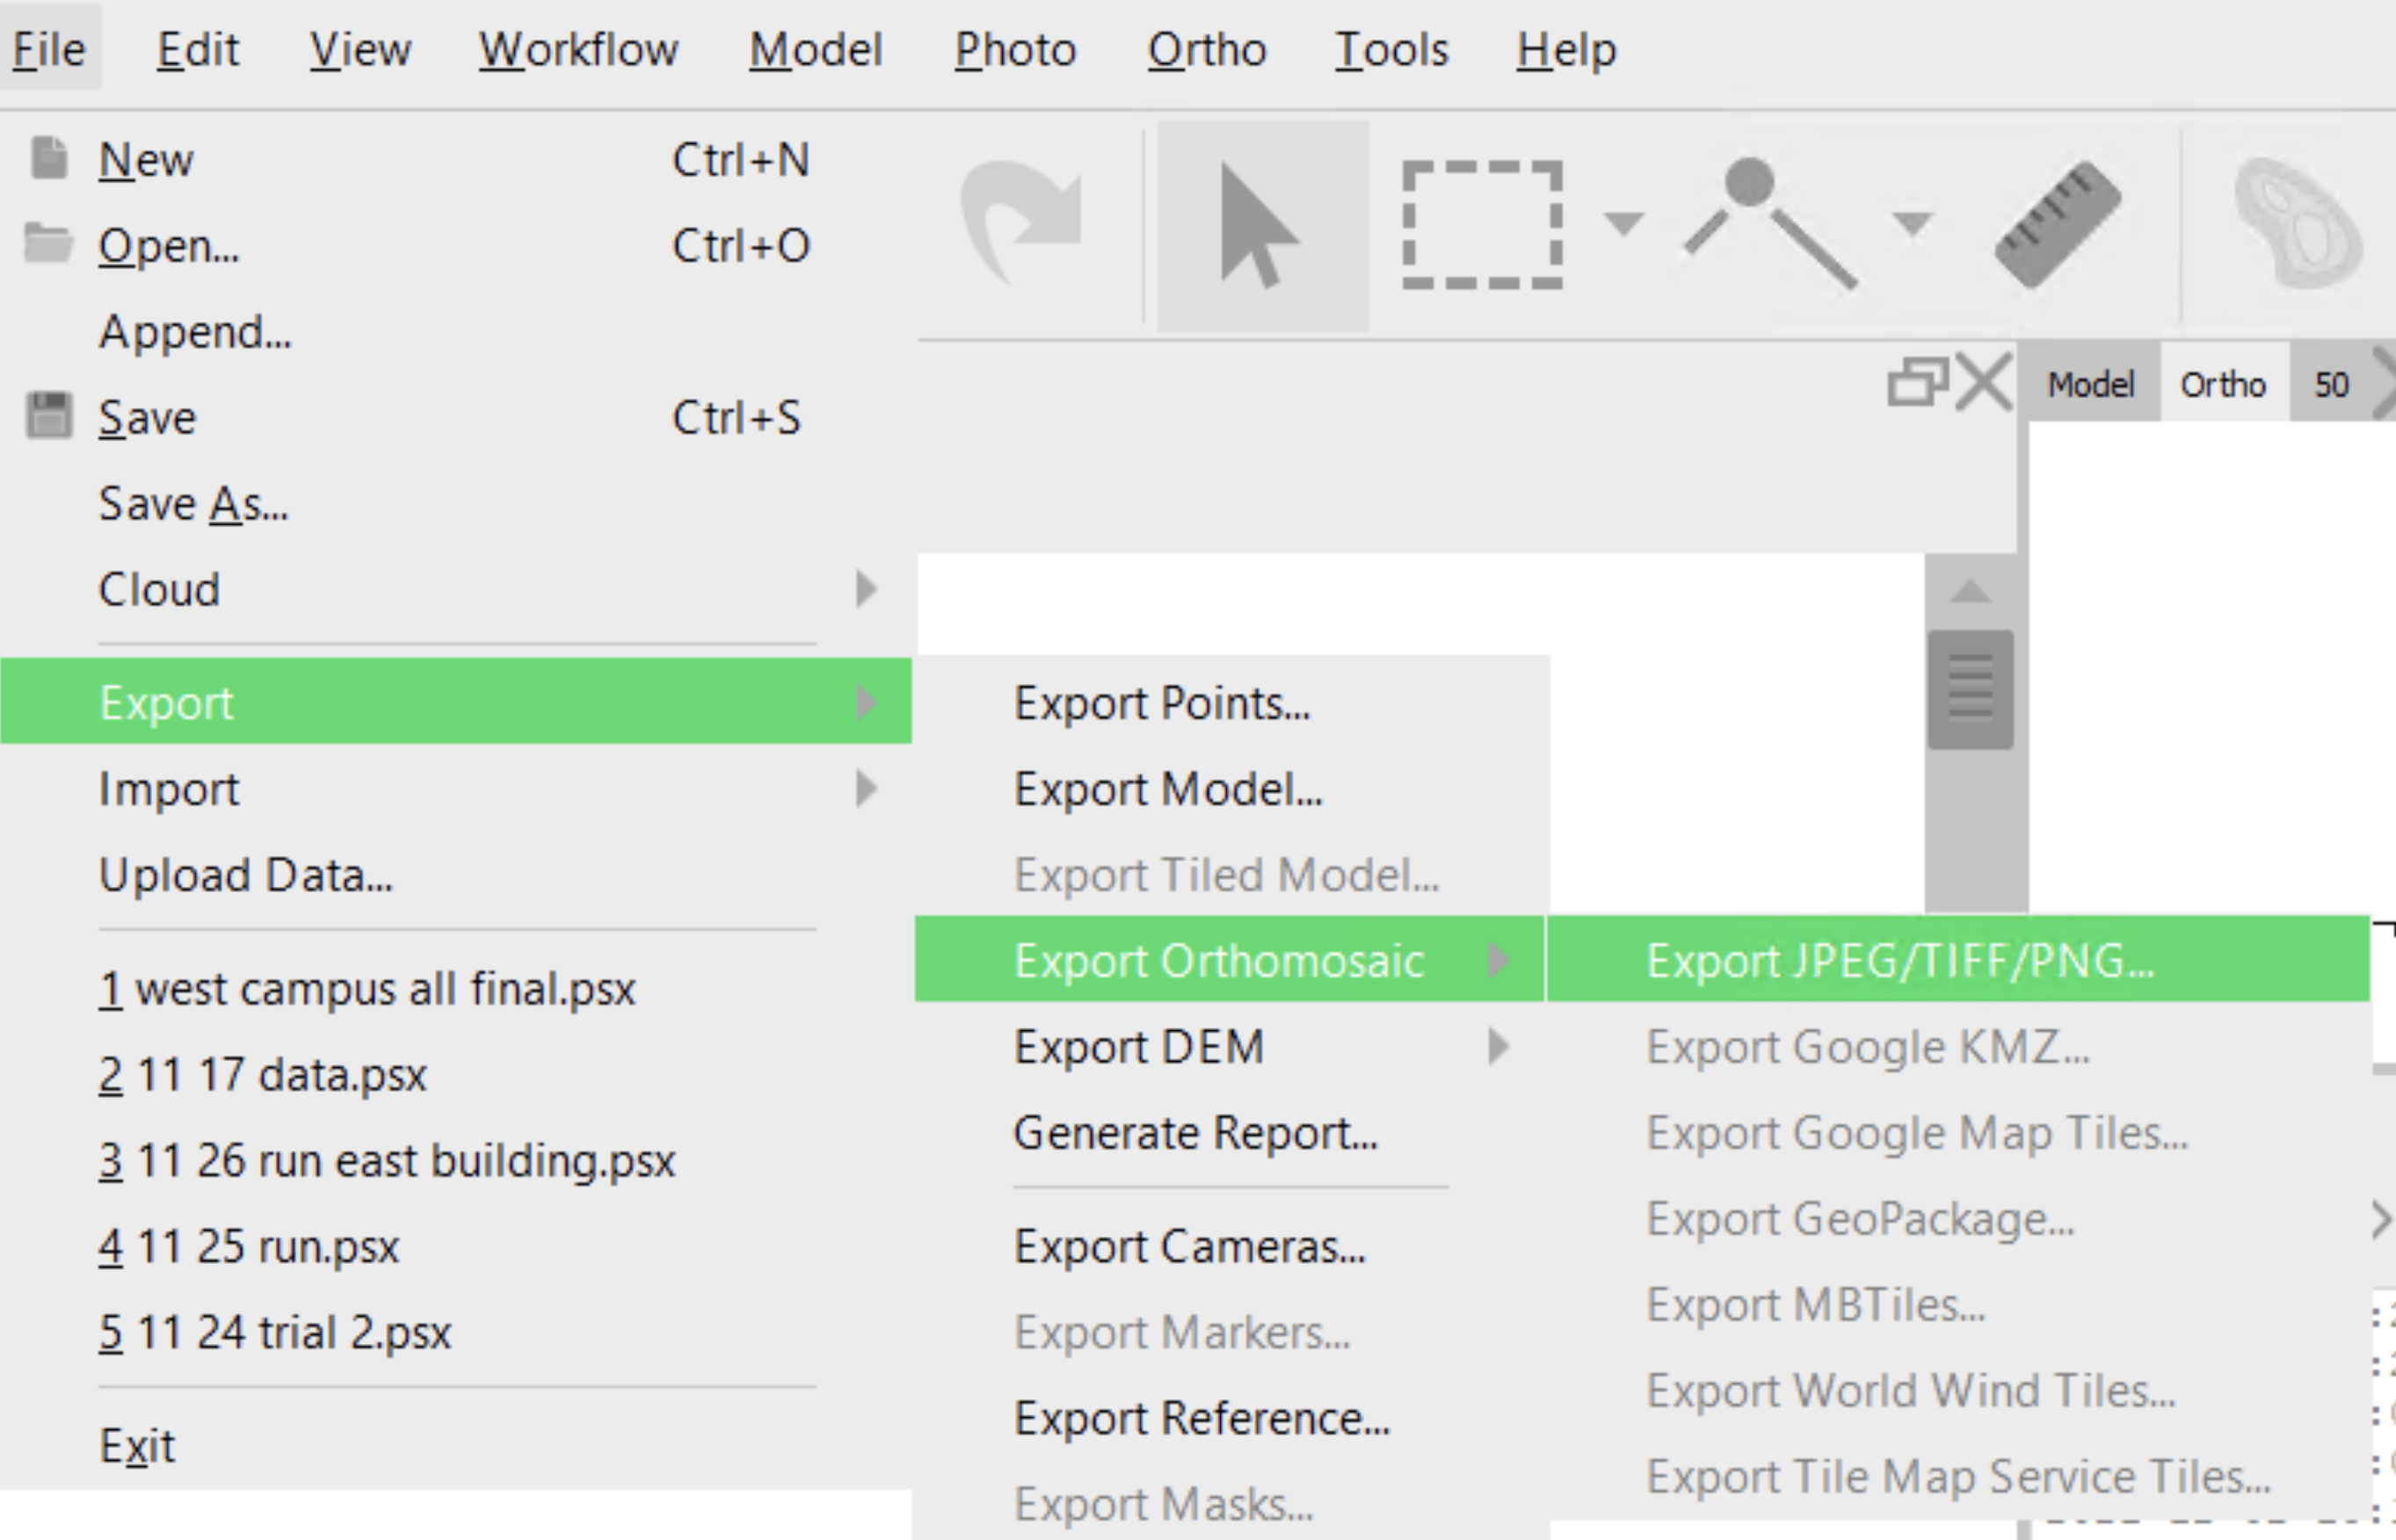 File Edit View Workflow Model Photo Ortho Tools Help
New Ctrl+N
Open... Ctrl+O
Append...
Save Ctrl+S
Save As...
Cloud
Export
Import
Upload Data...
1 west campus all final.psx
2 11 17 data.psx
3 11 26 run east building.psx
4 11 25 run.psx
5 11 24 trial 2.psx
Exit
Model Ortho 50
Export Points...
Export Model...
Export Tiled Model...
Export Orthomosaic
Export DEM
Generate Report...
Export Cameras...
Export Markers...
Export Reference...
Export Masks...
Export JPEG/TIFF/PNG...
Export Google KMZ...
Export Google Map Tiles...
Export GeoPackage...
Export MBTiles...
Export World Wind Tiles...
Export Tile Map Service Tiles...